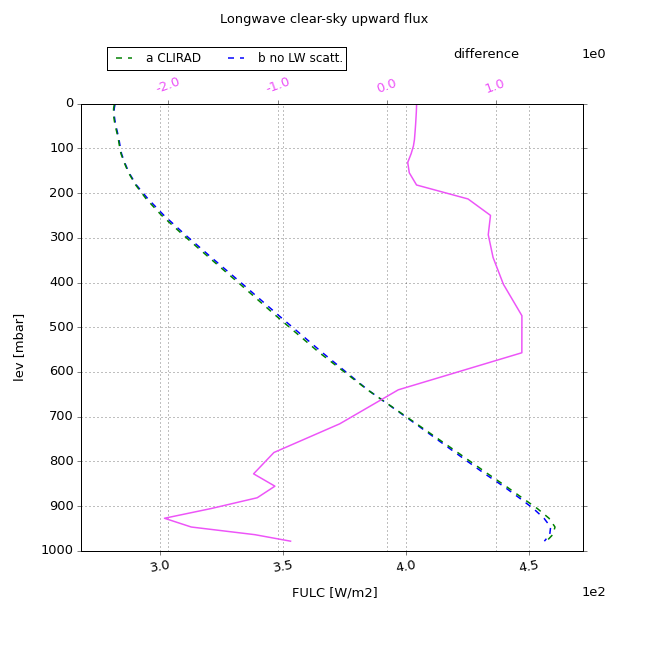 Longwave clear-sky upward flux
a CLIRAD b no LW scatt.
difference 1e0
-2.0 -1.0 0.0 1.0
0
100
200
300
400
500
600
700
800
900
1000
lev [mbar]
3.0 3.5 4.0 4.5
FULC [W/m2] 1e2